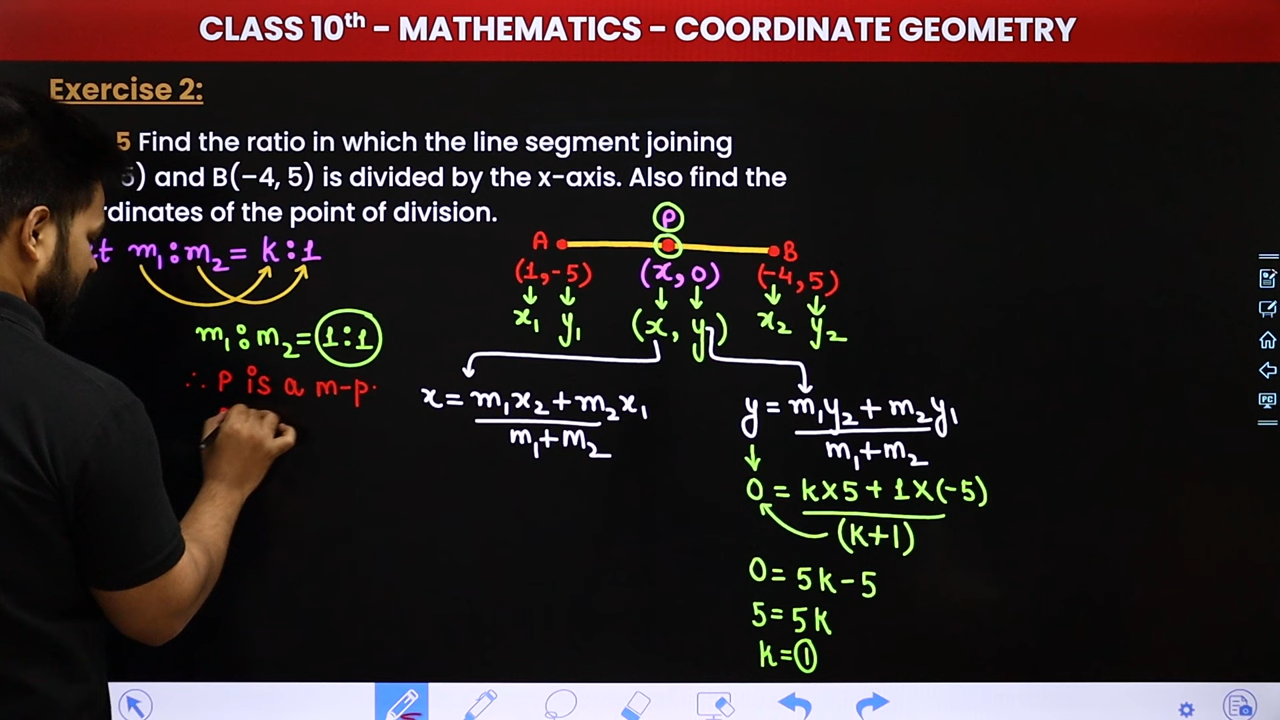 CLASS 10th - MATHEMATICS - COORDINATE GEOMETRY
Exercise 2:
5 Find the ratio in which the line segment joining
5) and B(−4, 5) is divided by the x-axis. Also find the
rdinates of the point of division.
t m₁:m₂ = k:1
m₁:m₂ = 1:1
∴ P is a m-p.
P
A B
(1,-5) (x,0) (-4,5)
x₁ y₁ (x, y) x₂ y₂
x = m₁x₂+m₂x₁ / m₁+m₂
y = m₁y₂+m₂y₁ / m₁+m₂
0 = k×5 + 1×(-5) / (k+1)
0 = 5k-5
5 = 5k
k = 1
PC